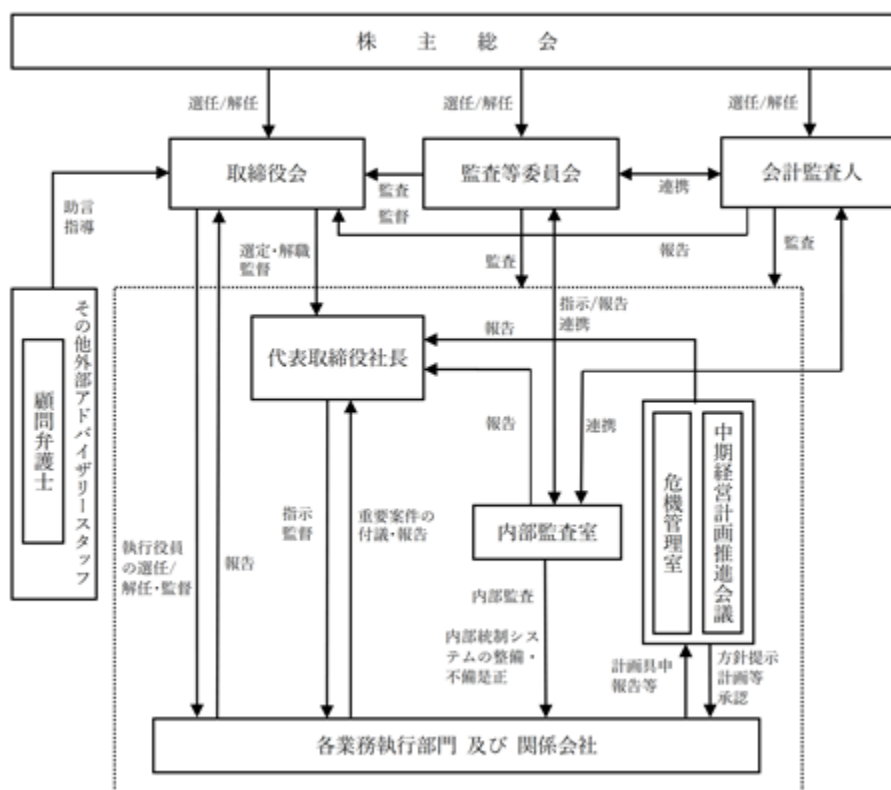 株 主 総 会
選任/解任
選任/解任
選任/解任
取締役会
監査等委員会
会計監査人
監査
監督
連携
助言
指導
選定・解職
監督
監査
報告
監査
指示/報告
連携
その他外部アドバイザリースタッフ
顧問弁護士
代表取締役社長
報告
報告
連携
中期経営計画推進会議
危機管理室
指示
監督
重要案件の
付議・報告
内部監査室
執行役員
の選任/
解任・監督
報告
内部監査
内部統制シス
テムの整備・
不備是正
計画具申
報告等
方針提示
計画等
承認
各業務執行部門 及び 関係会社